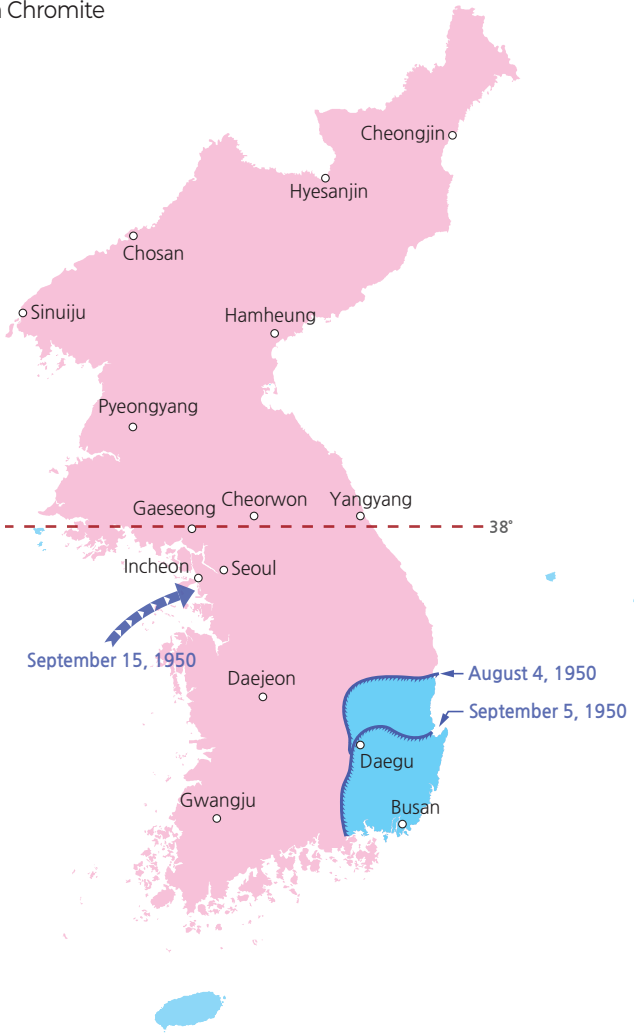 Chromite
Cheongjin
Hyesanjin
Chosan
Sinuiju
Hamheung
Pyeongyang
Gaeseong
Cheorwon
Yangyang
38°
Incheon
Seoul
September 15, 1950
Daejeon
August 4, 1950
September 5, 1950
Daegu
Gwangju
Busan